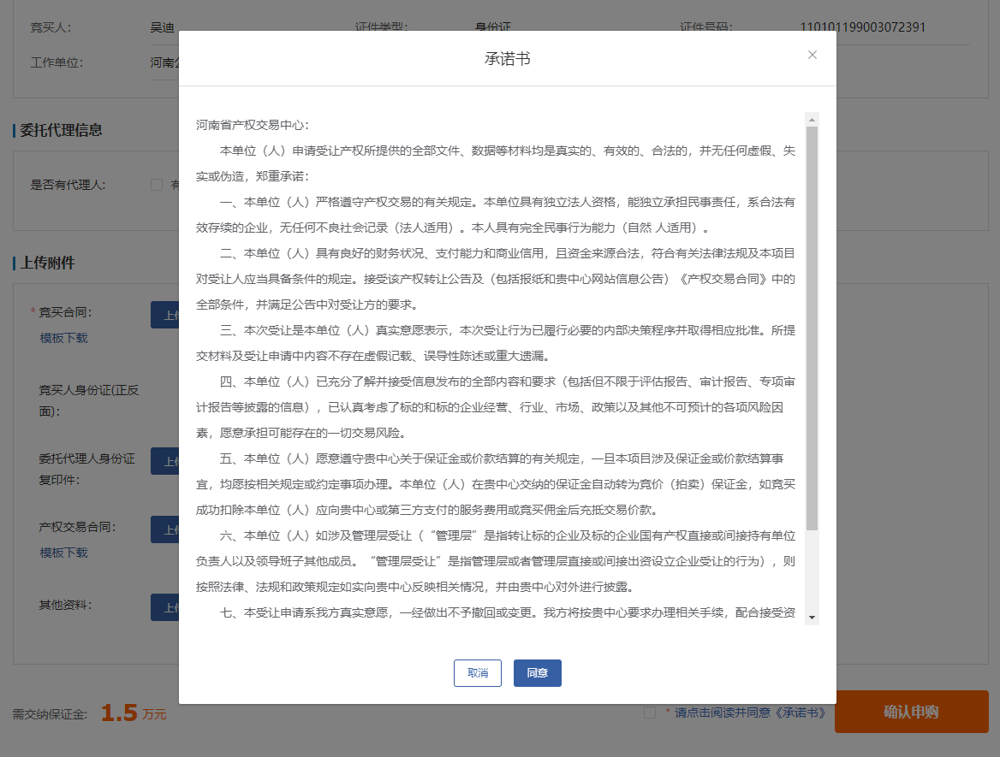 竞买人: 吴迪 证件类型: 身份证 证件号码: 110101199003072391
承诺书
工作单位: 河南
委托代理信息
是否有代理人: 有
上传附件
* 竞买合同: 上传
模板下载
竞买人身份证(正反
面):
委托代理人身份证 上传
复印件:
产权交易合同: 上传
模板下载
其他资料: 上传
河南省产权交易中心:
本单位（人）申请受让产权所提供的全部文件、数据等材料均是真实的、有效的、合法的，并无任何虚假、失
实或伪造，郑重承诺:
一、本单位（人）严格遵守产权交易的有关规定。本单位具有独立法人资格，能独立承担民事责任，系合法有
效存续的企业，无任何不良社会记录（法人适用）。本人具有完全民事行为能力（自然 人适用）。
二、本单位（人）具有良好的财务状况、支付能力和商业信用，且资金来源合法，符合有关法律法规及本项目
对受让人应当具备条件的规定。接受该产权转让公告及（包括报纸和贵中心网站信息公告）《产权交易合同》中的
全部条件，并满足公告中对受让方的要求。
三、本次受让是本单位（人）真实意愿表示，本次受让行为已履行必要的内部决策程序并取得相应批准。所提
交材料及受让申请中内容不存在虚假记载、误导性陈述或重大遗漏。
四、本单位（人）已充分了解并接受信息发布的全部内容和要求（包括但不限于评估报告、审计报告、专项审
计报告等披露的信息），已认真考虑了标的和标的企业经营、行业、市场、政策以及其他不可预计的各项风险因
素，愿意承担可能存在的一切交易风险。
五、本单位（人）愿意遵守贵中心关于保证金或价款结算的有关规定，一旦本项目涉及保证金或价款结算事
宜，均愿按相关规定或约定事项办理。本单位（人）在贵中心交纳的保证金自动转为竞价（拍卖）保证金，如竞买
成功扣除本单位（人）应向贵中心或第三方支付的服务费用或竞买佣金后充抵交易价款。
六、本单位（人）如涉及管理层受让（“管理层”是指转让标的企业及标的企业国有产权直接或间接持有单位
负责人以及领导班子其他成员。“管理层受让”是指管理层或者管理层直接或间接出资设立企业受让的行为），则
按照法律、法规和政策规定如实向贵中心反映相关情况，并由贵中心对外进行披露。
七、本受让申请系我方真实意愿，一经做出不予撤回或变更。我方将按贵中心要求办理相关手续，配合接受资
取消 同意
需交纳保证金: 1.5 万元 * 请点击阅读并同意《承诺书》 确认申购